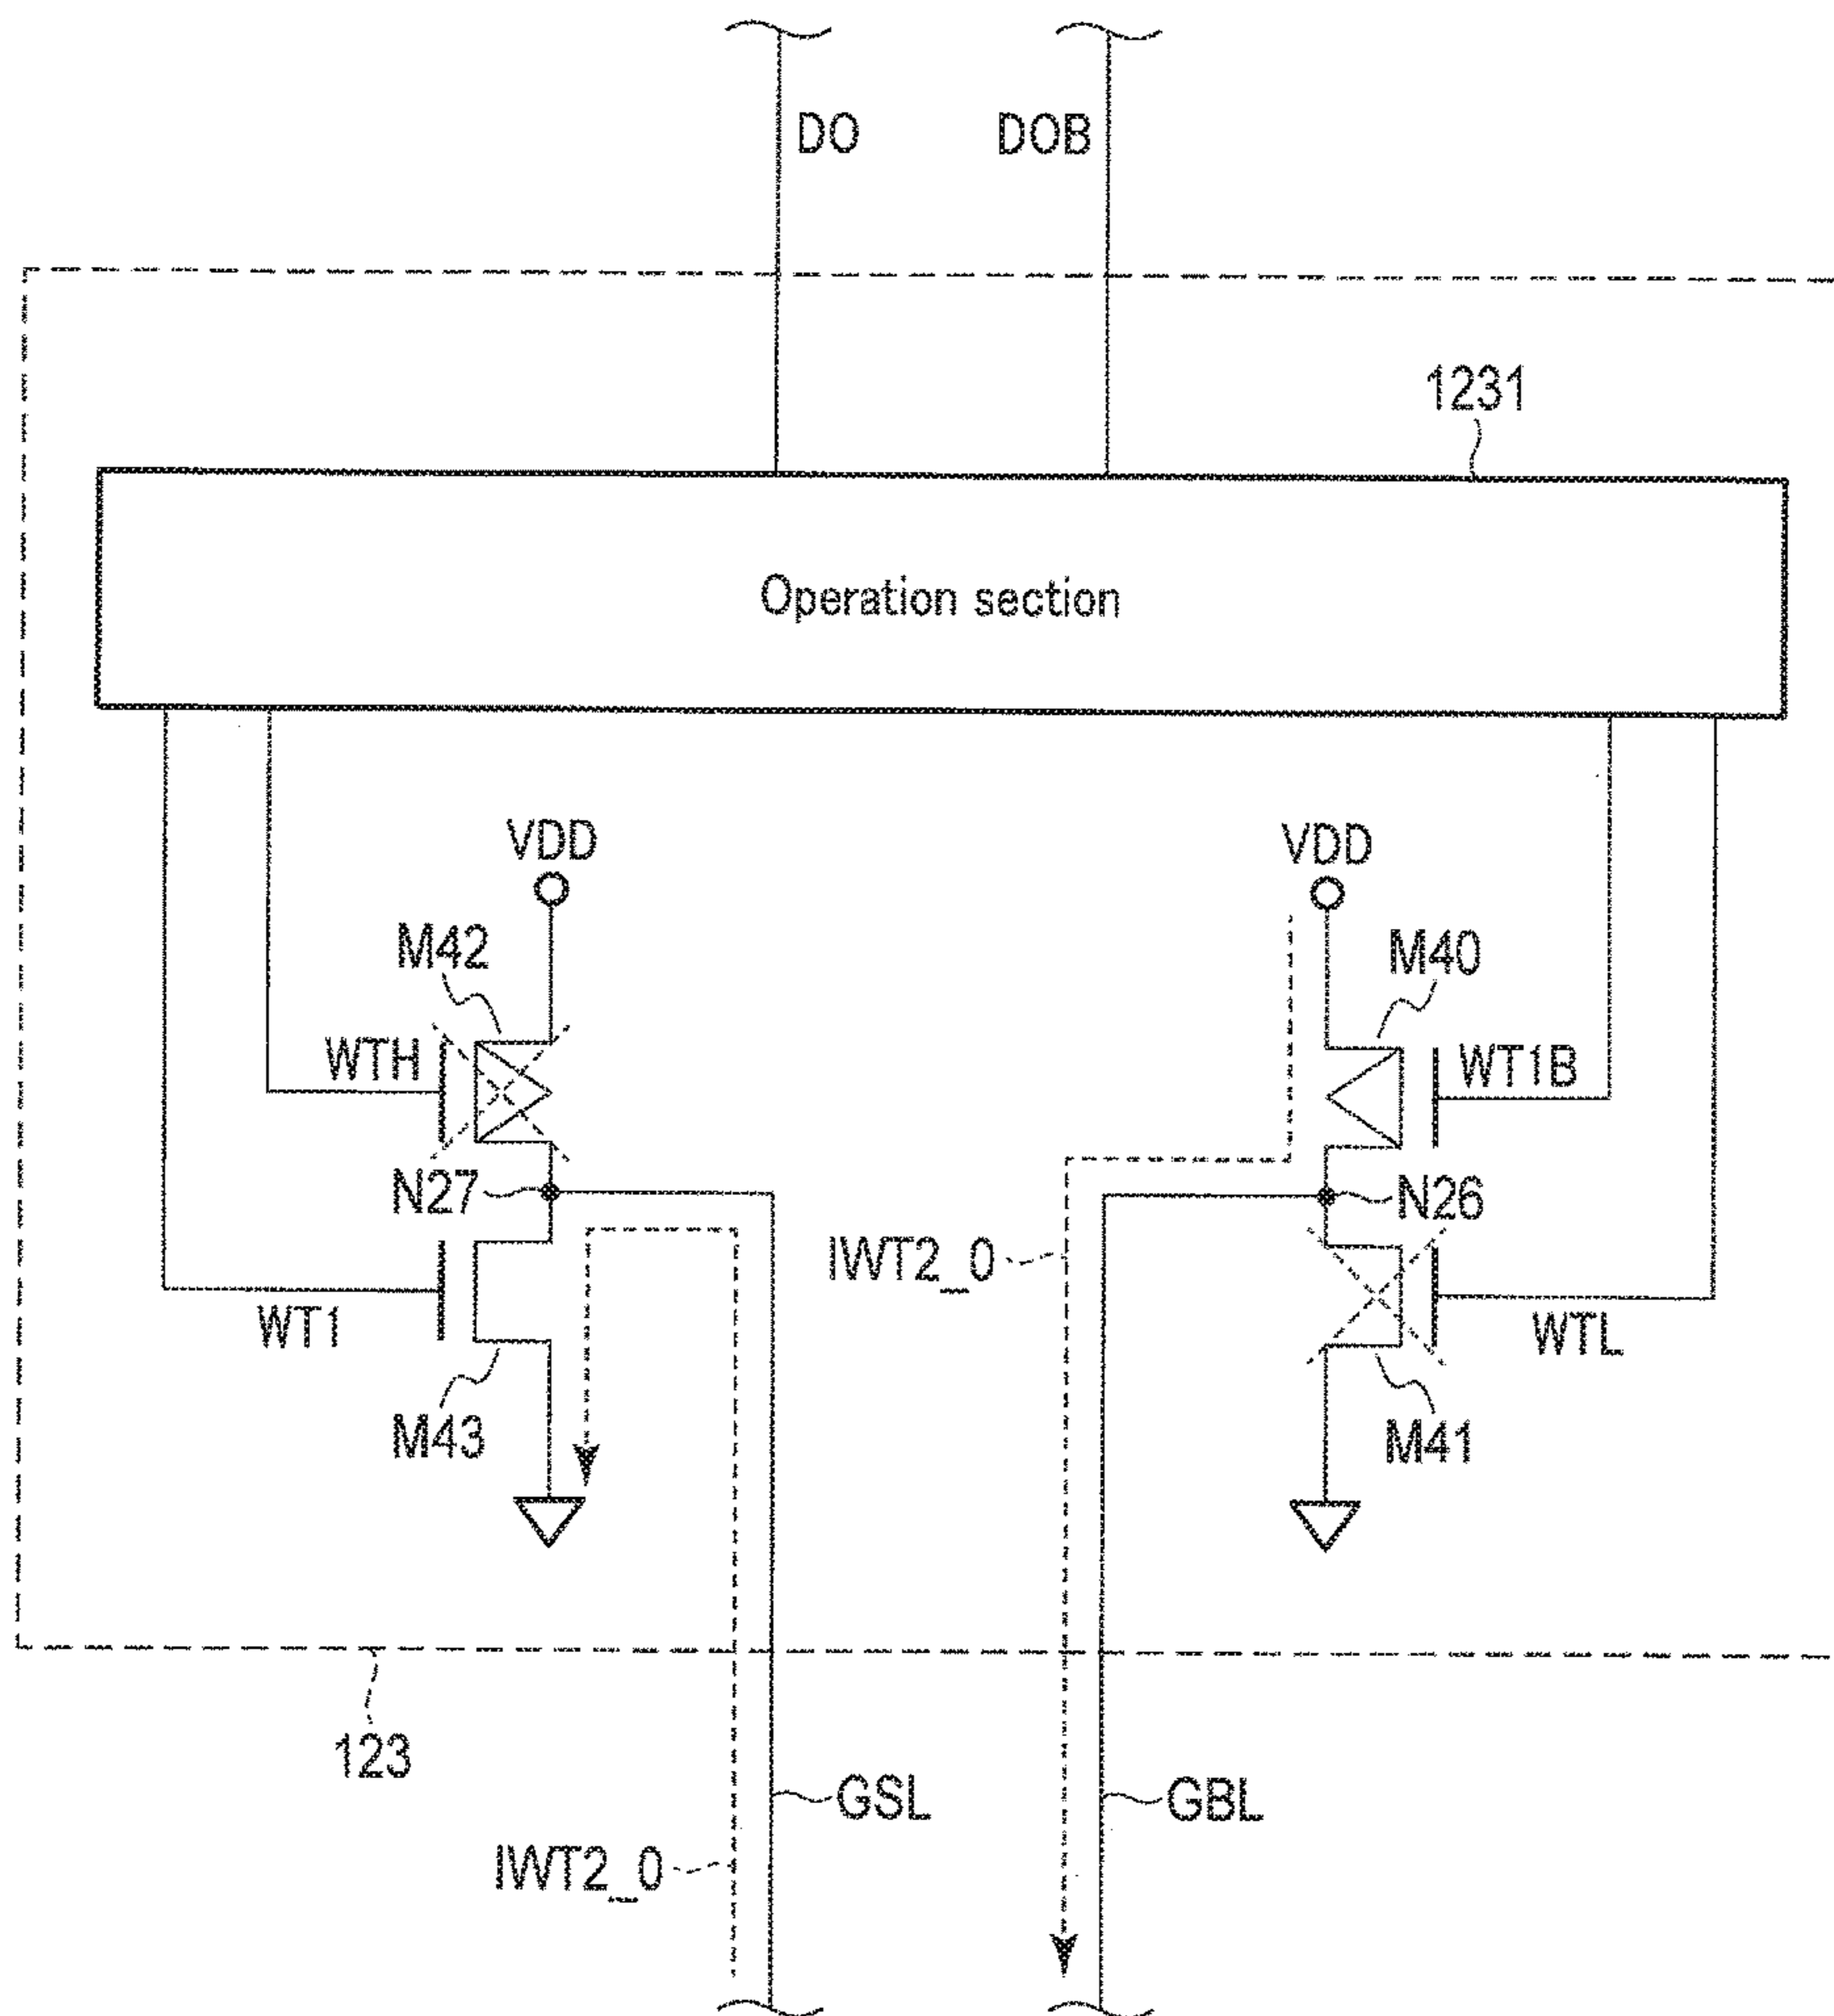 DO
DOB
1231
Operation section
VDD
VDD
M42
M40
WTH
WT1B
N27
N26
IWT2_0
WT1
WTL
M43
M41
123
GSL
GBL
IWT2_0